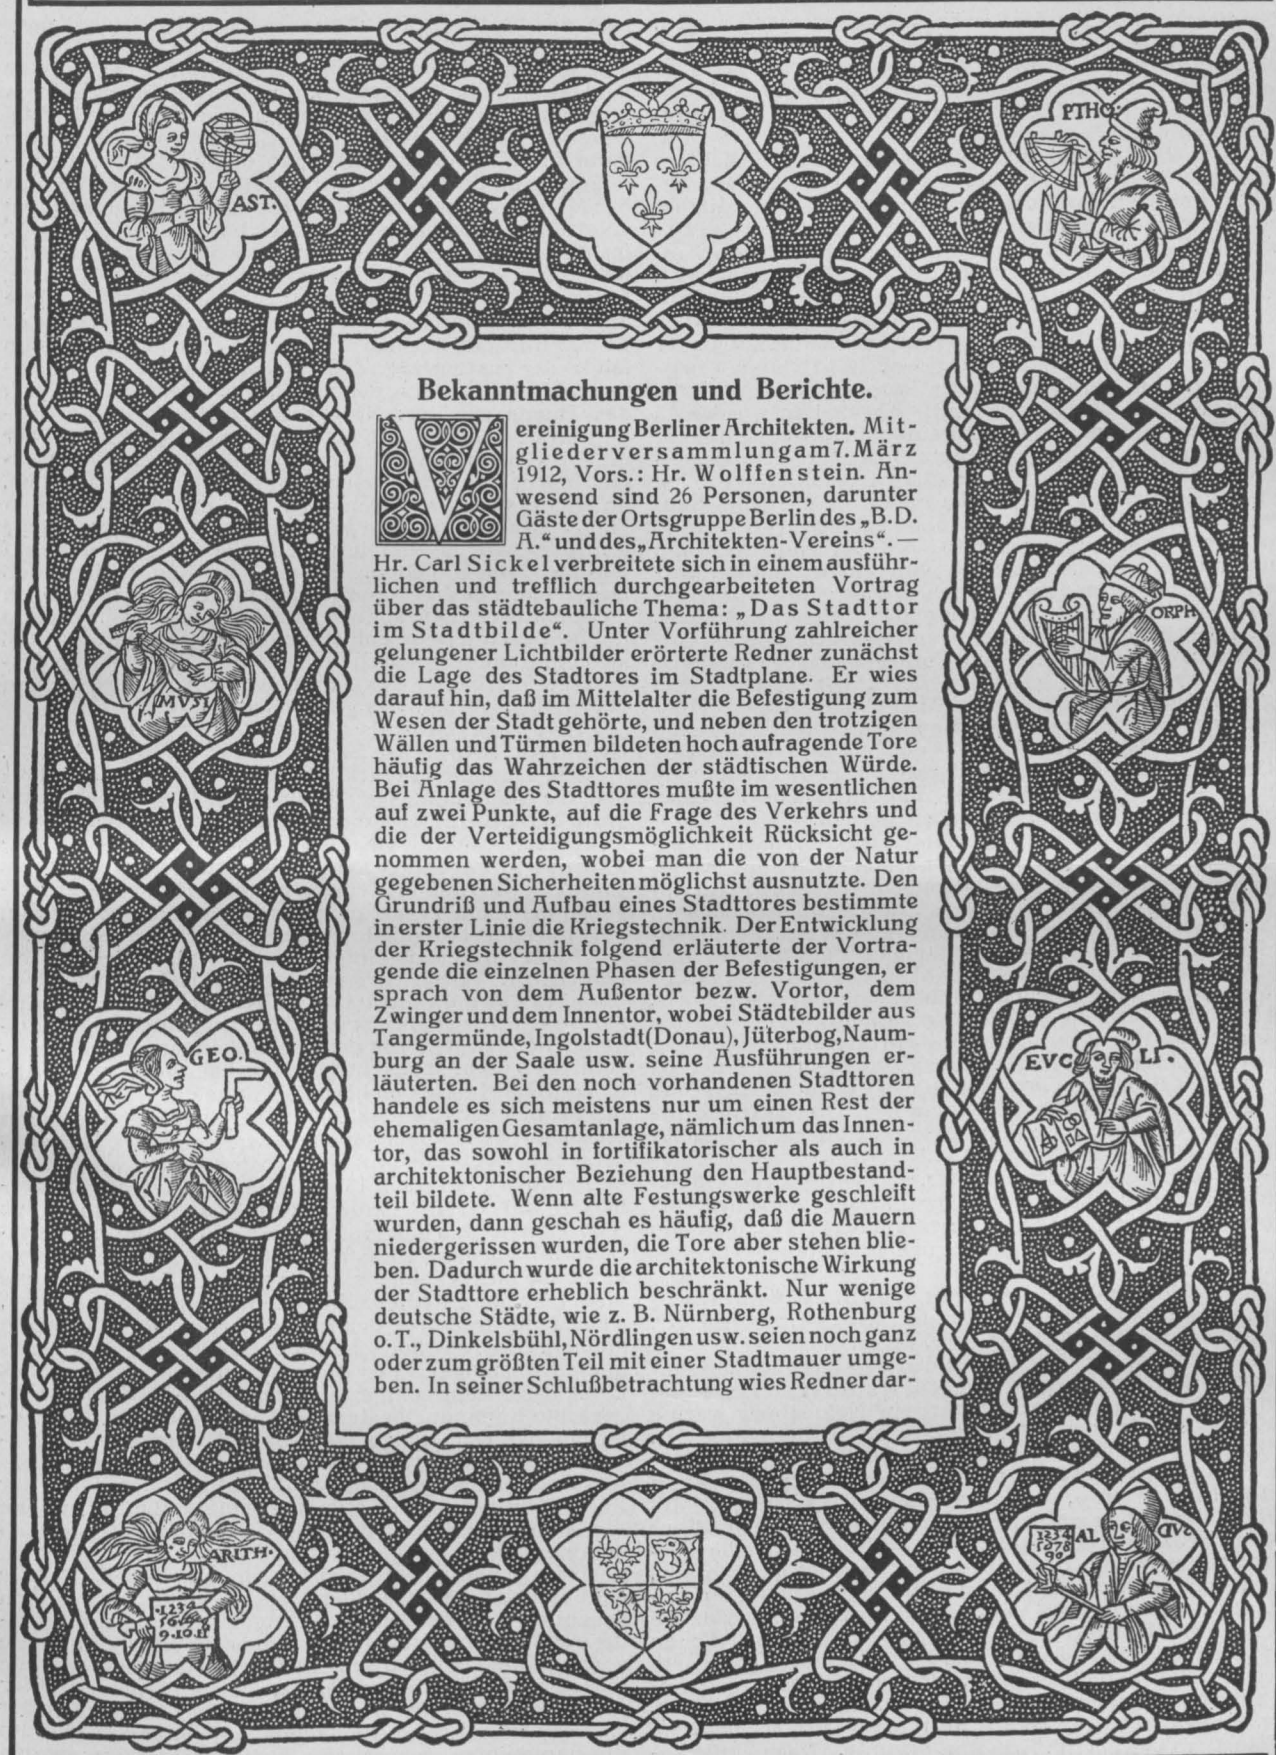 AST.
PTHO
Bekanntmachungen und Berichte.
Vereinigung Berliner Architekten. Mit-
gliederversammlung am 7. März
1912, Vors.: Hr. Wolffenstein. An-
wesend sind 26 Personen, darunter
Gäste der Ortsgruppe Berlin des „B.D.
A.“ und des „Architekten-Vereins“. —
Hr. Carl Sickel verbreitete sich in einem ausführ-
lichen und trefflich durchgearbeiteten Vortrag
über das städtebauliche Thema: „Das Stadttor
im Stadtbilde“. Unter Vorführung zahlreicher
gelungener Lichtbilder erörterte Redner zunächst
die Lage des Stadtores im Stadtplane. Er wies
darauf hin, daß im Mittelalter die Befestigung zum
Wesen der Stadt gehörte, und neben den trotzigen
Wällen und Türmen bildeten hoch aufragende Tore
häufig das Wahrzeichen der städtischen Würde.
Bei Anlage des Stadttores mußte im wesentlichen
auf zwei Punkte, auf die Frage des Verkehrs und
die der Verteidigungsmöglichkeit Rücksicht ge-
nommen werden, wobei man die von der Natur
gegebenen Sicherheiten möglichst ausnutzte. Den
Grundriß und Aufbau eines Stadttores bestimmte
in erster Linie die Kriegstechnik. Der Entwicklung
der Kriegstechnik folgend erläuterte der Vortra-
gende die einzelnen Phasen der Befestigungen, er
sprach von dem Außentor bezw. Vortor, dem
Zwinger und dem Innentor, wobei Städtebilder aus
Tangermünde, Ingolstadt (Donau), Jüterbog, Naum-
burg an der Saale usw. seine Ausführungen er-
läuterten. Bei den noch vorhandenen Stadttoren
handele es sich meistens nur um einen Rest der
ehemaligen Gesamtanlage, nämlich um das Innen-
tor, das sowohl in fortifikatorischer als auch in
architektonischer Beziehung den Hauptbestand-
teil bildete. Wenn alte Festungswerke geschleift
wurden, dann geschah es häufig, daß die Mauern
niedergerissen wurden, die Tore aber stehen blie-
ben. Dadurch wurde die architektonische Wirkung
der Stadttore erheblich beschränkt. Nur wenige
deutsche Städte, wie z. B. Nürnberg, Rothenburg
o. T., Dinkelsbühl, Nördlingen usw. seien noch ganz
oder zum größten Teil mit einer Stadtmauer umge-
ben. In seiner Schlußbetrachtung wies Redner dar-
MVSI
ORPH
GEO.
EVC LI.
ARITH.
1234
9.10.11
AL
1234
90